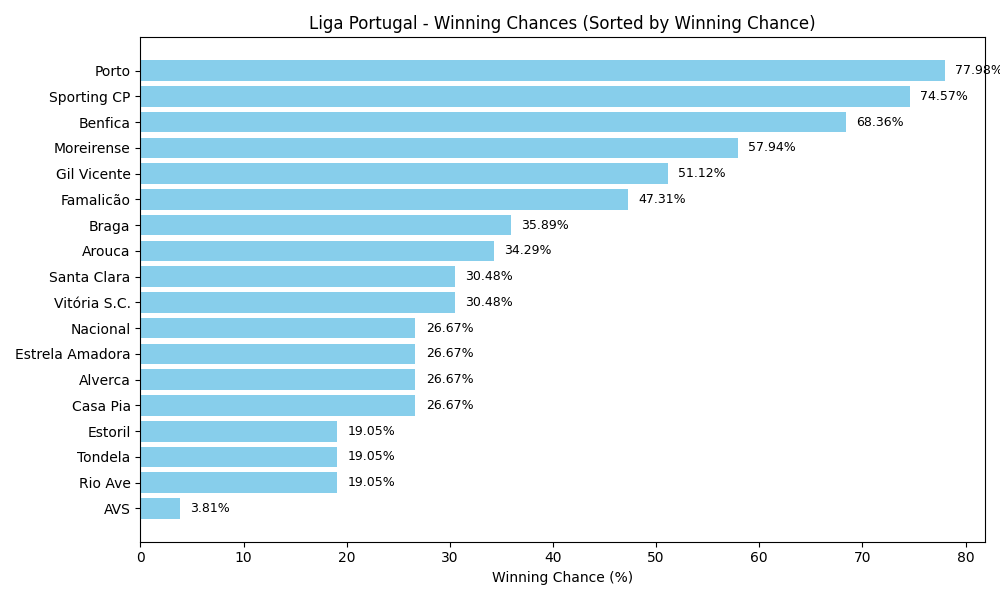 Liga Portugal - Winning Chances (Sorted by Winning Chance)
Porto 77.98%
Sporting CP 74.57%
Benfica 68.36%
Moreirense 57.94%
Gil Vicente 51.12%
Famalicão 47.31%
Braga 35.89%
Arouca 34.29%
Santa Clara 30.48%
Vitória S.C. 30.48%
Nacional 26.67%
Estrela Amadora 26.67%
Alverca 26.67%
Casa Pia 26.67%
Estoril 19.05%
Tondela 19.05%
Rio Ave 19.05%
AVS 3.81%
0 10 20 30 40 50 60 70 80
Winning Chance (%)